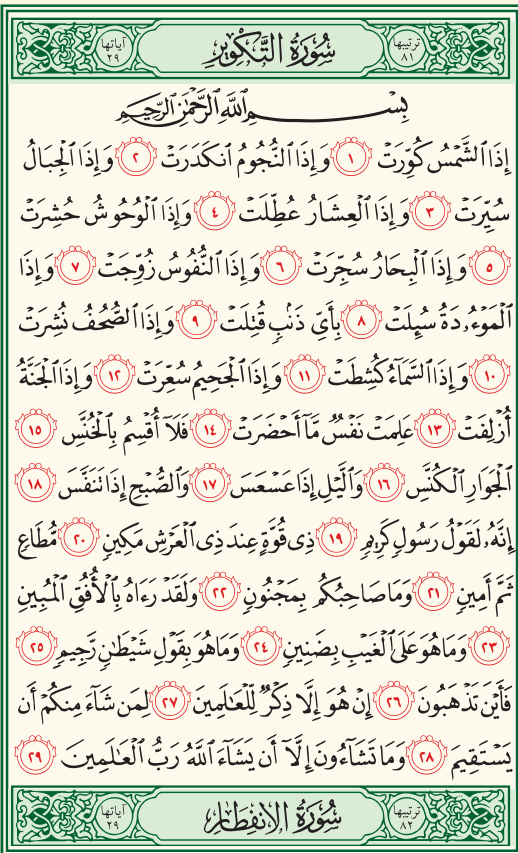 ترتيبها ٨١ سُورَةُ التَّكْوِيرِ آياتها ٢٩
بِسْمِ ٱللَّهِ ٱلرَّحْمَٰنِ ٱلرَّحِيمِ
إِذَا ٱلشَّمْسُ كُوِّرَتْ ١ وَإِذَا ٱلنُّجُومُ ٱنكَدَرَتْ ٢ وَإِذَا ٱلْجِبَالُ
سُيِّرَتْ ٣ وَإِذَا ٱلْعِشَارُ عُطِّلَتْ ٤ وَإِذَا ٱلْوُحُوشُ حُشِرَتْ
٥ وَإِذَا ٱلْبِحَارُ سُجِّرَتْ ٦ وَإِذَا ٱلنُّفُوسُ زُوِّجَتْ ٧ وَإِذَا
ٱلْمَوْءُۥدَةُ سُئِلَتْ ٨ بِأَىِّ ذَنۢبٍ قُتِلَتْ ٩ وَإِذَا ٱلصُّحُفُ نُشِرَتْ
١٠ وَإِذَا ٱلسَّمَآءُ كُشِطَتْ ١١ وَإِذَا ٱلْجَحِيمُ سُعِّرَتْ ١٢ وَإِذَا ٱلْجَنَّةُ
أُزْلِفَتْ ١٣ عَلِمَتْ نَفْسٌ مَّآ أَحْضَرَتْ ١٤ فَلَآ أُقْسِمُ بِٱلْخُنَّسِ ١٥
ٱلْجَوَارِ ٱلْكُنَّسِ ١٦ وَٱلَّيْلِ إِذَا عَسْعَسَ ١٧ وَٱلصُّبْحِ إِذَا تَنَفَّسَ ١٨
إِنَّهُۥ لَقَوْلُ رَسُولٍ كَرِيمٍ ١٩ ذِى قُوَّةٍ عِندَ ذِى ٱلْعَرْشِ مَكِينٍ ٢٠ مُّطَاعٍ
ثَمَّ أَمِينٍ ٢١ وَمَا صَاحِبُكُم بِمَجْنُونٍ ٢٢ وَلَقَدْ رَءَاهُ بِٱلْأُفُقِ ٱلْمُبِينِ
٢٣ وَمَا هُوَ عَلَى ٱلْغَيْبِ بِضَنِينٍ ٢٤ وَمَا هُوَ بِقَوْلِ شَيْطَٰنٍ رَّجِيمٍ ٢٥
فَأَيْنَ تَذْهَبُونَ ٢٦ إِنْ هُوَ إِلَّا ذِكْرٌ لِّلْعَٰلَمِينَ ٢٧ لِمَن شَآءَ مِنكُمْ أَن
يَسْتَقِيمَ ٢٨ وَمَا تَشَآءُونَ إِلَّآ أَن يَشَآءَ ٱللَّهُ رَبُّ ٱلْعَٰلَمِينَ ٢٩
ترتيبها ٨٢ سُورَةُ الانفِطَارِ آياتها ٢٩